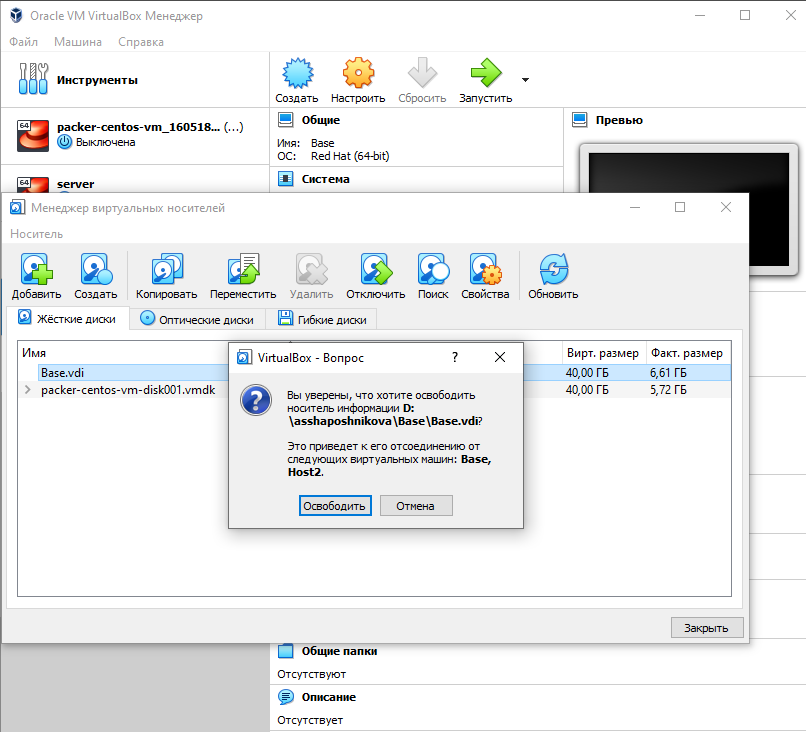 Oracle VM VirtualBox Менеджер
Файл Машина Справка
Инструменты
Создать Настроить Сбросить Запустить
64
packer-centos-vm_160518... (...)
Выключена
64
server
Общие
Имя: Base
ОС: Red Hat (64-bit)
Система
Превью
Менеджер виртуальных носителей
Носитель
Добавить Создать Копировать Переместить Удалить Отключить Поиск Свойства Обновить
Жёсткие диски Оптические диски Гибкие диски
Имя Вирт. размер Факт. размер
Base.vdi 40,00 ГБ 6,61 ГБ
packer-centos-vm-disk001.vmdk 40,00 ГБ 5,72 ГБ
VirtualBox - Вопрос ?
Вы уверены, что хотите освободить
носитель информации D:
\asshaposhnikova\Base\Base.vdi?
Это приведет к его отсоединению от
следующих виртуальных машин: Base,
Host2.
Освободить Отмена
Закрыть
Общие папки
Отсутствуют
Описание
Отсутствует